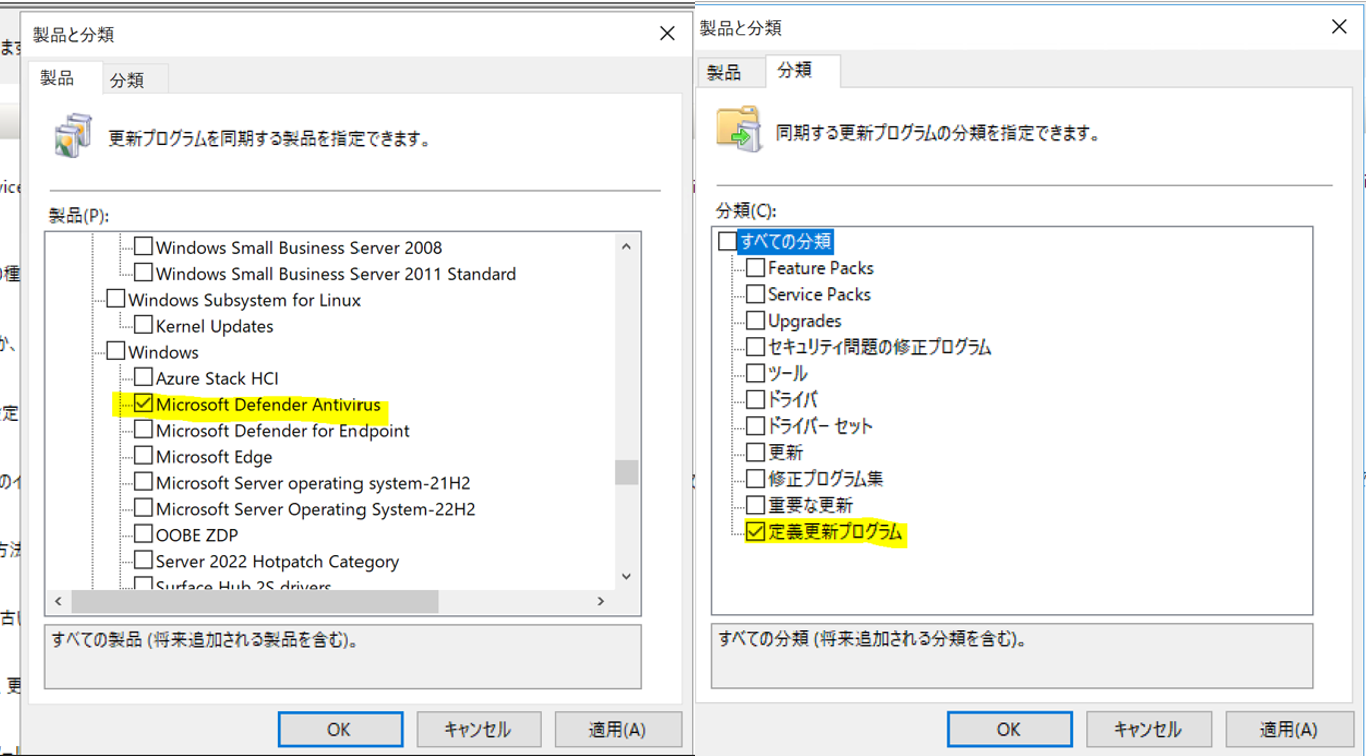 製品と分類
製品
分類
更新プログラムを同期する製品を指定できます。
製品(P):
Windows Small Business Server 2008
Windows Small Business Server 2011 Standard
Windows Subsystem for Linux
Kernel Updates
Windows
Azure Stack HCI
Microsoft Defender Antivirus
Microsoft Defender for Endpoint
Microsoft Edge
Microsoft Server operating system-21H2
Microsoft Server Operating System-22H2
OOBE ZDP
Server 2022 Hotpatch Category
Surface Hub 2S drivers
すべての製品 (将来追加される製品を含む)。
OK
キャンセル
適用(A)
製品と分類
製品
分類
同期する更新プログラムの分類を指定できます。
分類(C):
すべての分類
Feature Packs
Service Packs
Upgrades
セキュリティ問題の修正プログラム
ツール
ドライバ
ドライバー セット
更新
修正プログラム集
重要な更新
定義更新プログラム
すべての分類 (将来追加される分類を含む)。
OK
キャンセル
適用(A)